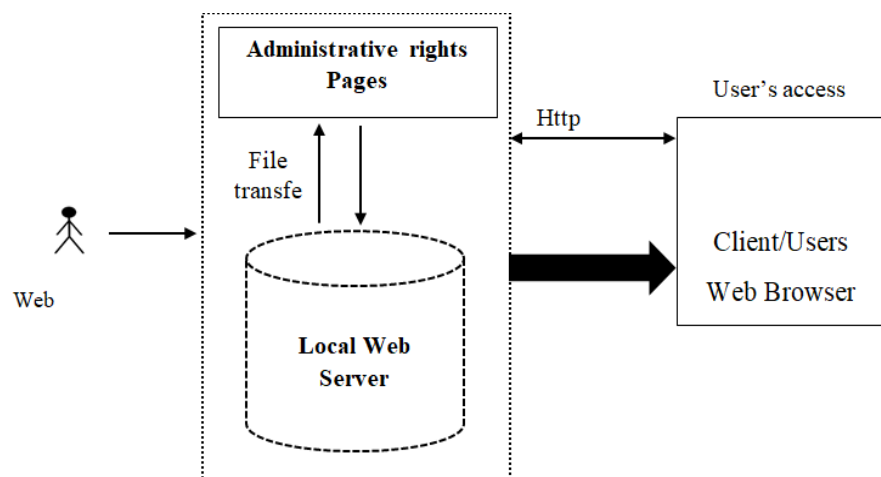 Administrative rights
Pages
User's access
Http
File
transfe
Client/Users
Web Browser
Web
Local Web
Server